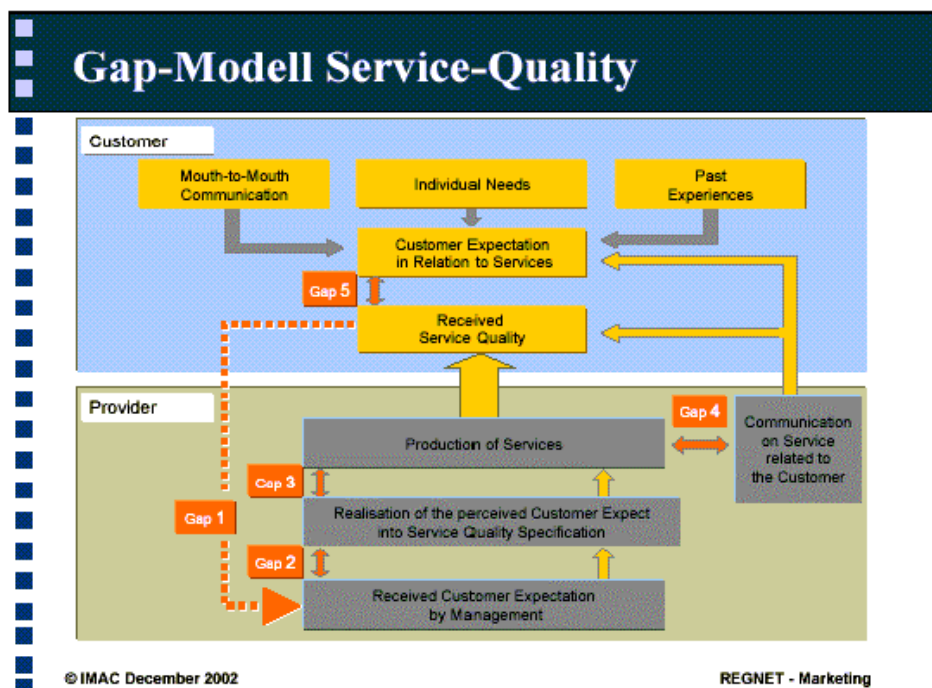 Gap-Modell Service-Quality
Customer
Mouth-to-Mouth
Communication
Individual Needs
Past
Experiences
Customer Expectation
in Relation to Services
Gap 5
Received
Service Quality
Provider
Gap 4
Communication
on Service
related to
the Customer
Production of Services
Gap 3
Gap 1
Realisation of the perceived Customer Expect
into Service Quality Specification
Gap 2
Received Customer Expectation
by Management
© IMAC December 2002
REGNET - Marketing